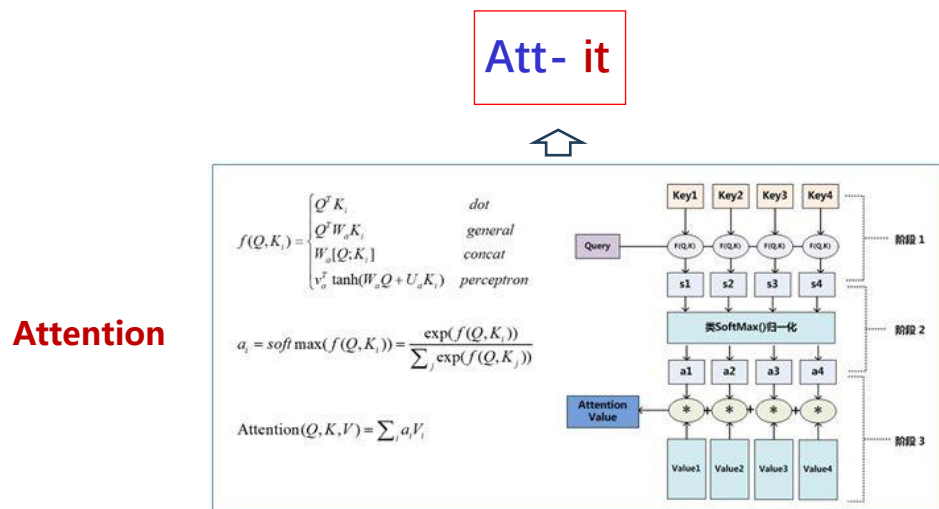 Att- it
Attention
f(Q,K_i) = { Q^T K_i dot
Q^T W_a K_i general
W_a[Q;K_i] concat
v_a^T tanh(W_a Q + U_a K_i) perceptron
a_i = soft max(f(Q,K_i)) = exp(f(Q,K_i)) / ∑_j exp(f(Q,K_j))
Attention(Q,K,V) = ∑_i a_i V_i
Key1 Key2 Key3 Key4
Query F(Q,K) F(Q,K) F(Q,K) F(Q,K)
阶段 1
s1 s2 s3 s4
类SoftMax()归一化
阶段 2
a1 a2 a3 a4
Attention
Value
* + * + * + *
阶段 3
Value1 Value2 Value3 Value4